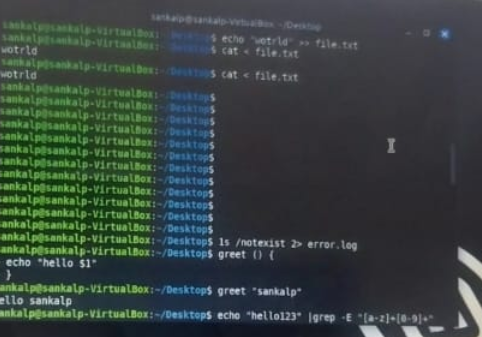 sankalp@sankalp-VirtualBox:~/Desktop
sankalp@sankalp-VirtualBox:~/Desktop$ echo "wotrld" >> file.txt
sankalp@sankalp-VirtualBox:~/Desktop$ cat < file.txt
wotrld
sankalp@sankalp-VirtualBox:~/Desktop$ cat < file.txt
wotrld
sankalp@sankalp-VirtualBox:~/Desktop$
sankalp@sankalp-VirtualBox:~/Desktop$
sankalp@sankalp-VirtualBox:~/Desktop$
sankalp@sankalp-VirtualBox:~/Desktop$
sankalp@sankalp-VirtualBox:~/Desktop$
sankalp@sankalp-VirtualBox:~/Desktop$
sankalp@sankalp-VirtualBox:~/Desktop$
sankalp@sankalp-VirtualBox:~/Desktop$
sankalp@sankalp-VirtualBox:~/Desktop$
sankalp@sankalp-VirtualBox:~/Desktop$
sankalp@sankalp-VirtualBox:~/Desktop$
sankalp@sankalp-VirtualBox:~/Desktop$
sankalp@sankalp-VirtualBox:~/Desktop$ ls /notexist 2> error.log
sankalp@sankalp-VirtualBox:~/Desktop$ greet () {
echo "hello $1"
}
sankalp@sankalp-VirtualBox:~/Desktop$ greet "sankalp"
ello sankalp
sankalp@sankalp-VirtualBox:~/Desktop$ echo "hello123" |grep -E "[a-z]+[0-9]+"